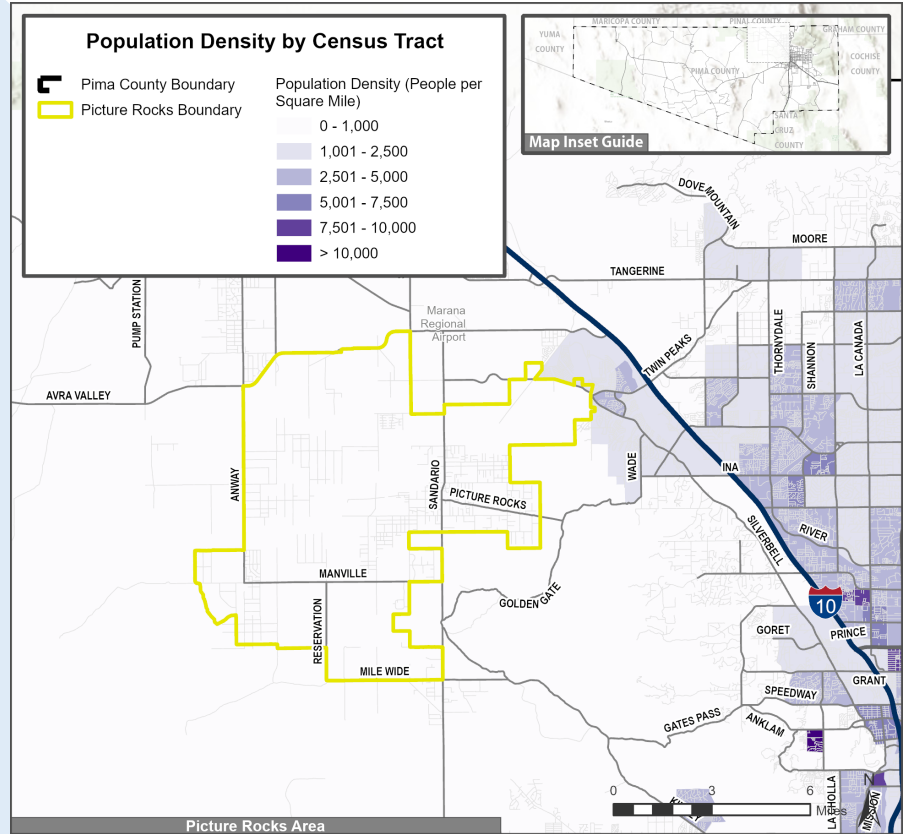 Population Density by Census Tract
Pima County Boundary
Picture Rocks Boundary
Population Density (People per
Square Mile)
0 - 1,000
1,001 - 2,500
2,501 - 5,000
5,001 - 7,500
7,501 - 10,000
> 10,000
MARICOPA COUNTY
PINAL COUNTY
GRAHAM COUNTY
YUMA
COUNTY
COCHISE
COUNTY
PIMA COUNTY
SANTA
CRUZ
COUNTY
Map Inset Guide
DOVE MOUNTAIN
MOORE
TANGERINE
PUMP STATION
Marana
Regional
Airport
TWIN PEAKS
THORNYDALE
SHANNON
LA CANADA
AVRA VALLEY
ANWAY
SANDARIO
WADE
INA
PICTURE ROCKS
SILVERBELL
RIVER
MANVILLE
GOLDEN GATE
10
RESERVATION
GORET
PRINCE
MILE WIDE
GRANT
SPEEDWAY
GATES PASS
ANKLAM
N
0
3
6
Miles
MISSION
Picture Rocks Area